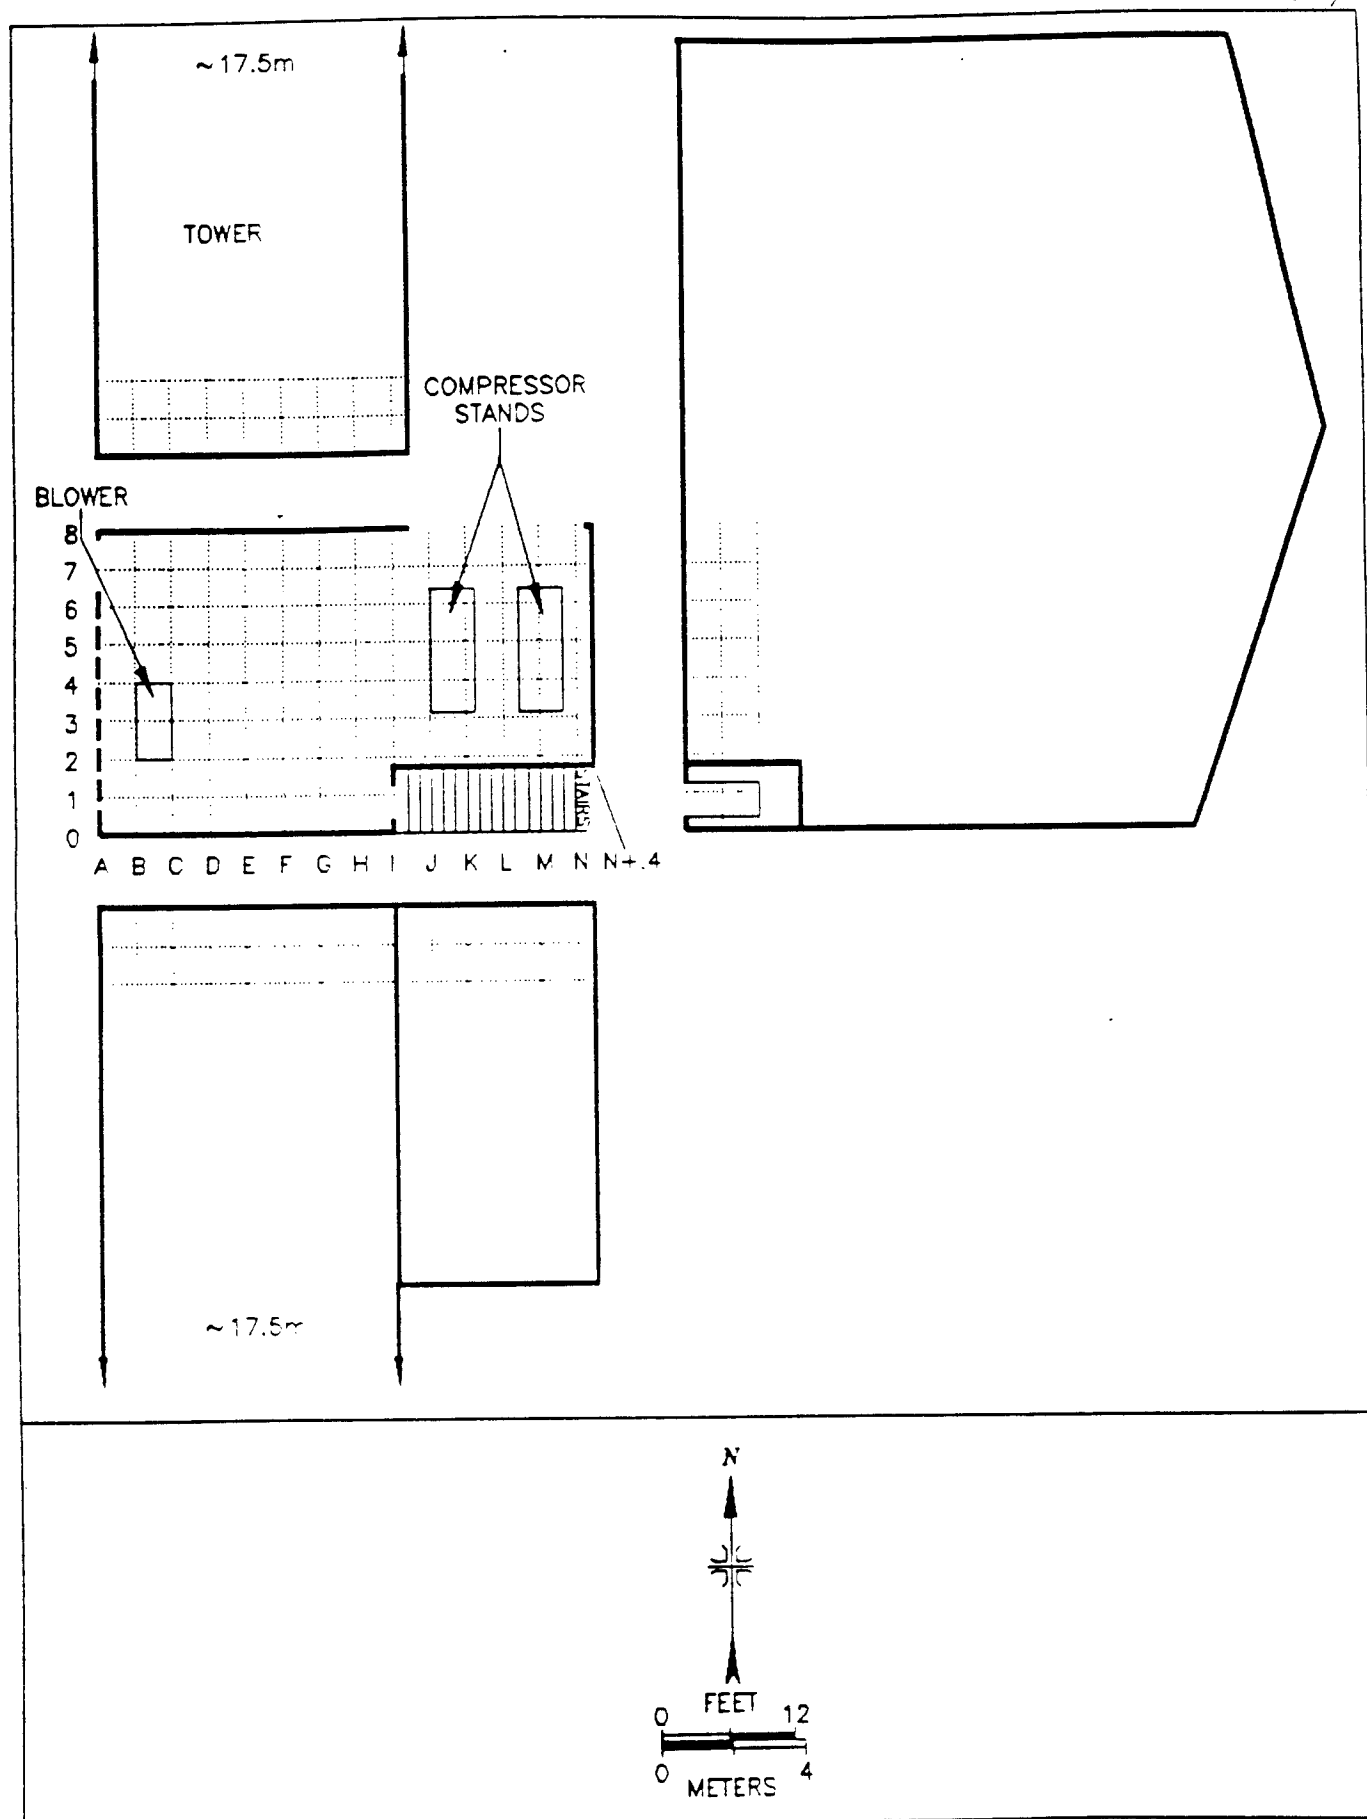 ~17.5m
TOWER
COMPRESSOR
STANDS
BLOWER
8
7
6
5
4
3
2
1
0
STAIRS
A B C D E F G H I J K L M N N+.4
~17.5m
N
FEET
0 12
0 4
METERS